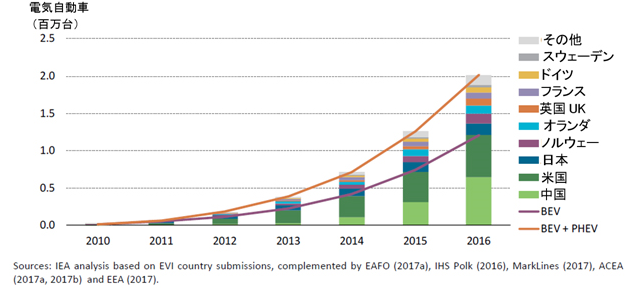 電気自動車
（百万台）
2.5
2.0
1.5
1.0
0.5
0.0
2010 2011 2012 2013 2014 2015 2016
その他
スウェーデン
ドイツ
フランス
英国 UK
オランダ
ノルウェー
日本
米国
中国
BEV
BEV + PHEV
Sources: IEA analysis based on EVI country submissions, complemented by EAFO (2017a), IHS Polk (2016), MarkLines (2017), ACEA
(2017a, 2017b) and EEA (2017).